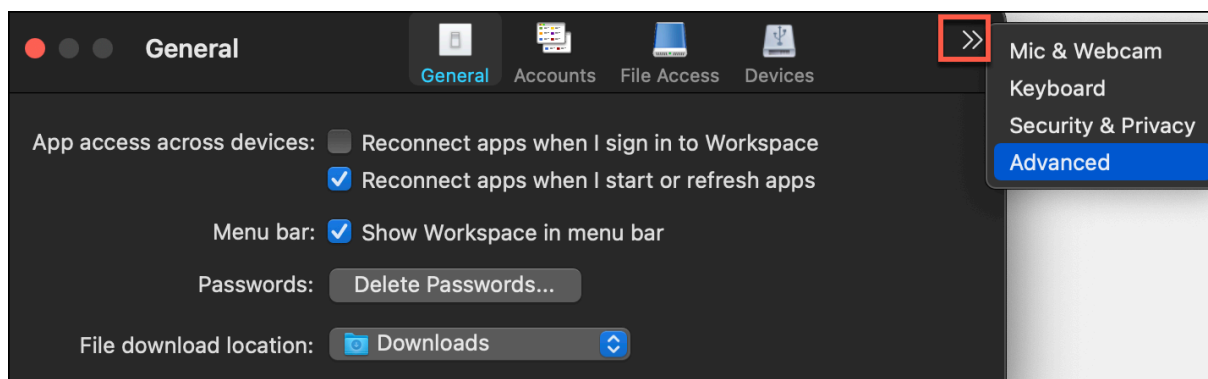 General
General Accounts File Access Devices
Mic & Webcam
Keyboard
Security & Privacy
Advanced
App access across devices: Reconnect apps when I sign in to Workspace
Reconnect apps when I start or refresh apps
Menu bar: Show Workspace in menu bar
Passwords: Delete Passwords...
File download location: Downloads